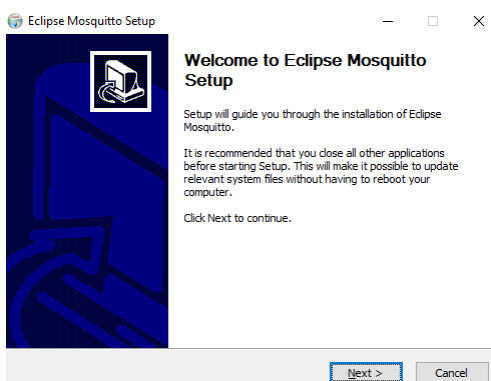 Eclipse Mosquitto Setup
Welcome to Eclipse Mosquitto
Setup
Setup will guide you through the installation of Eclipse
Mosquitto.
It is recommended that you close all other applications
before starting Setup. This will make it possible to update
relevant system files without having to reboot your
computer.
Click Next to continue.
Next >
Cancel